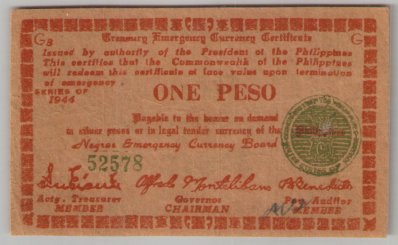 Treasury Emergency Currency Certificate
G3 G
Issued by authority of the President of the Philippines
This certifies that the Commonwealth of the Philippines
will redeem this certificate at face value upon termination
of emergency.
SERIES OF
1944
ONE PESO
Payable to the bearer on demand
in silver pesos or in legal tender currency of the
Negros Emergency Currency Board
52578
Actg. Treasurer Governor Prov. Auditor
MEMBER CHAIRMAN MEMBER